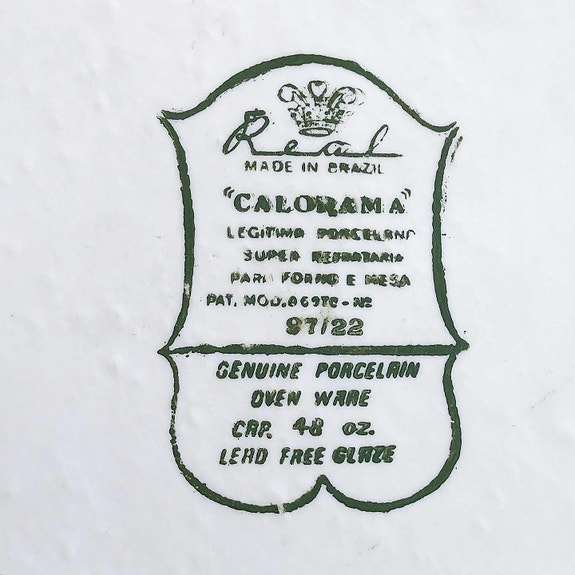 Real
MADE IN BRAZIL
"CALORAMA"
LEGITIMA PORCELANA
SUPER REFRATARIA
PARA FORNO E MESA
PAT. MOD. Nº
97/22
GENUINE PORCELAIN
OVEN WARE
CAP. 48 oz.
LEAD FREE GLAZE